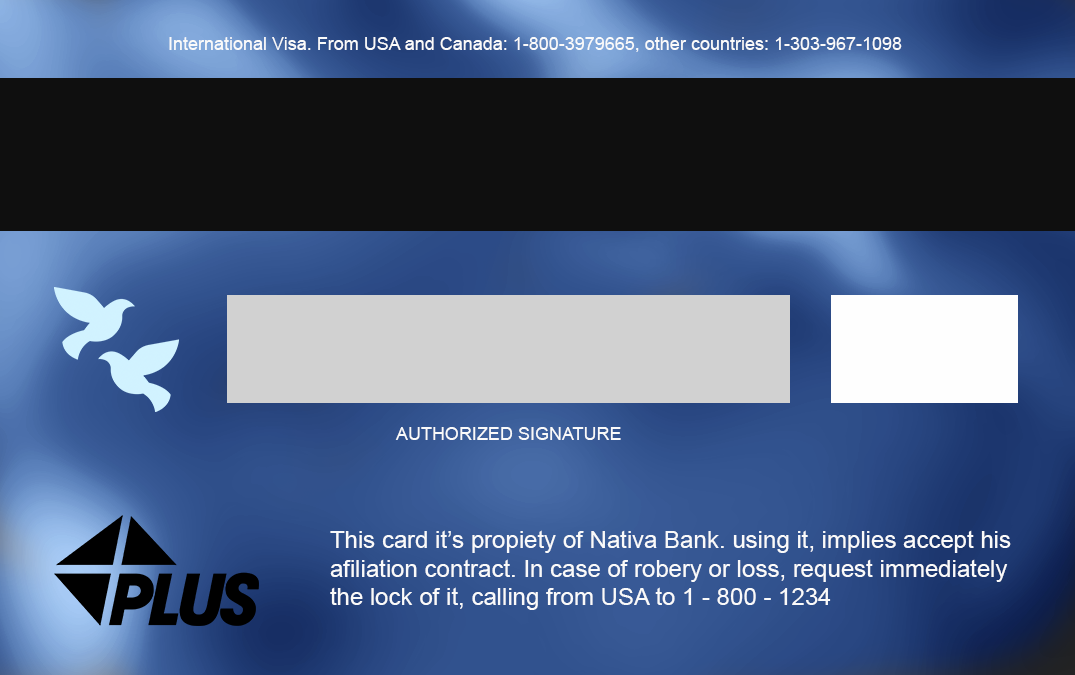 International Visa. From USA and Canada: 1-800-3979665, other countries: 1-303-967-1098
AUTHORIZED SIGNATURE
PLUS
This card it’s propiety of Nativa Bank. using it, implies accept his
afiliation contract. In case of robery or loss, request immediately
the lock of it, calling from USA to 1 - 800 - 1234